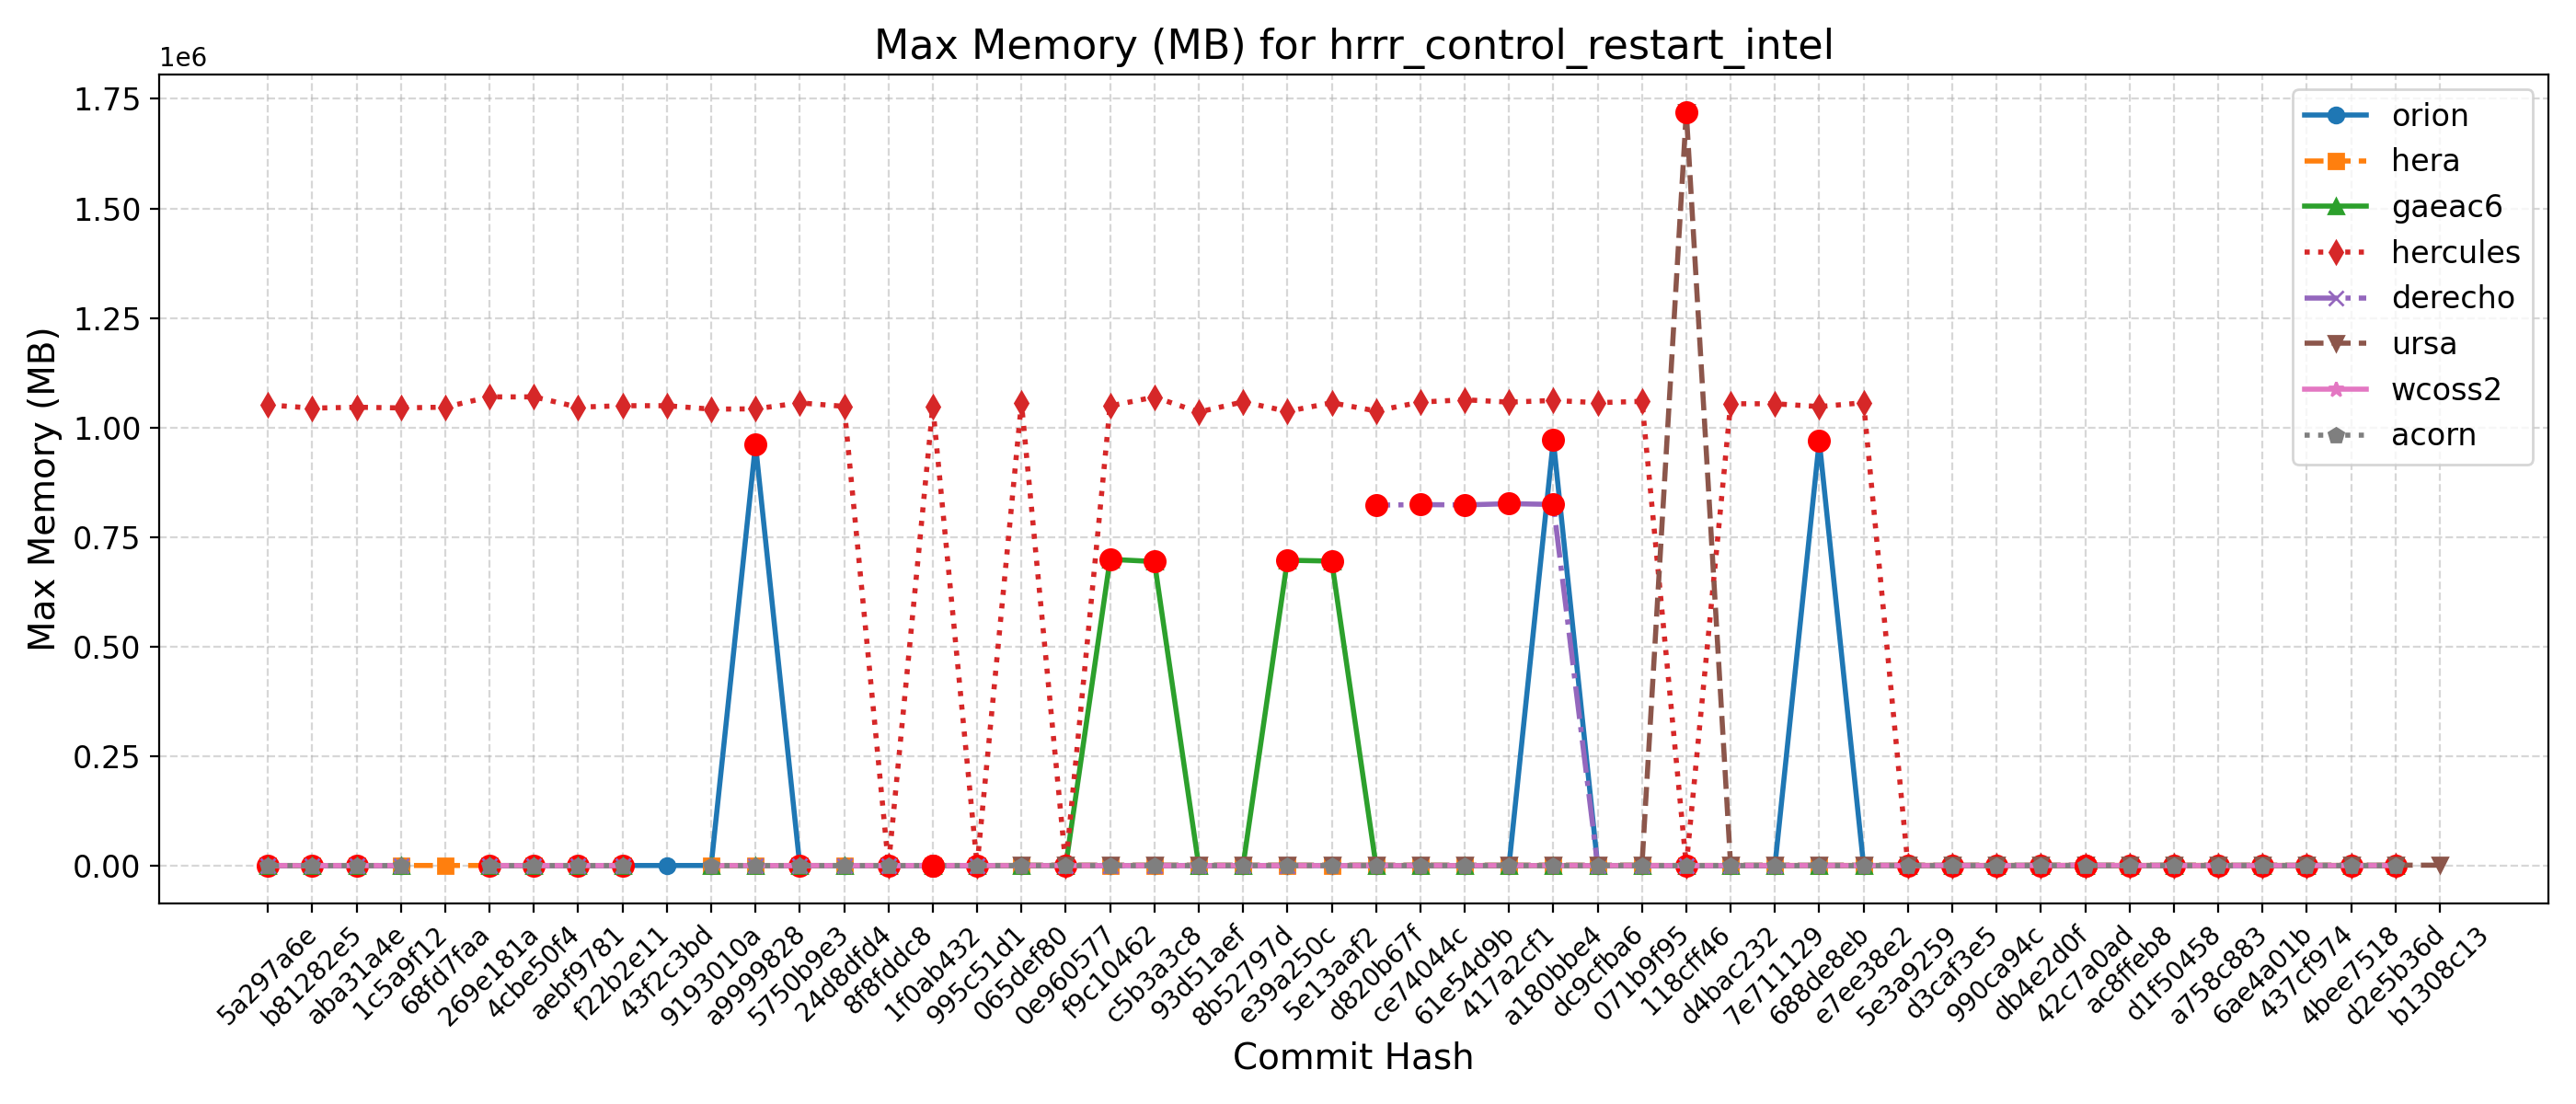 Max Memory (MB) for hrrr_control_restart_intel
1e6
1.75
1.50
1.25
1.00
0.75
0.50
0.25
0.00
Max Memory (MB)
orion
hera
gaeac6
hercules
derecho
ursa
wcoss2
acorn
5a297a6e
b81282e5
aba31a4e
1c5a9f12
68fd7faa
269e181a
4cbe50f4
aebf9781
f22b2e11
43f2c3bd
9193010a
a9999828
5750b9e3
24d8dfd4
8f8fddc8
1f0ab432
995c51d1
065def80
0e960577
f9c10462
c5b3a3c8
93d51aef
8b52797d
e39a250c
5e13aaf2
d820b67f
ce74044c
61e54d9b
417a2cf1
a180bbe4
dc9cfba6
071b9f95
118cff46
d4bac232
7e711129
688de8eb
e7ee38e2
5e3a9259
d3caf3e5
990ca94c
db4e2d0f
42c7a0ad
ac8ffeb8
d1f50458
a758c883
6ae4a01b
437cf974
4bee7518
d2e5b36d
b1308c13
Commit Hash